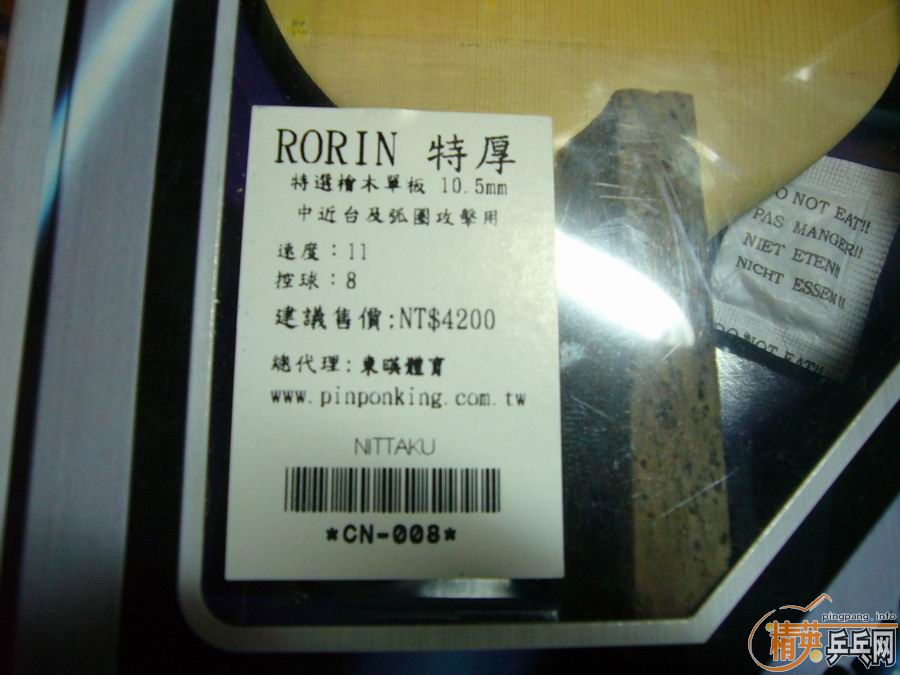 RORIN 特厚
特選檜木單板 10.5mm
中近台及弧圈攻擊用
速度：11
控球：8
建議售價:NT$4200
總代理:東暎體育
www.pinponking.com.tw
NITTAKU
*CN-008*
DO NOT EAT!!
PAS MANGER!!
NIET ETEN!!
NICHT ESSEN!!
DO NOT EAT!!
pingpang.info
精英乒乓网